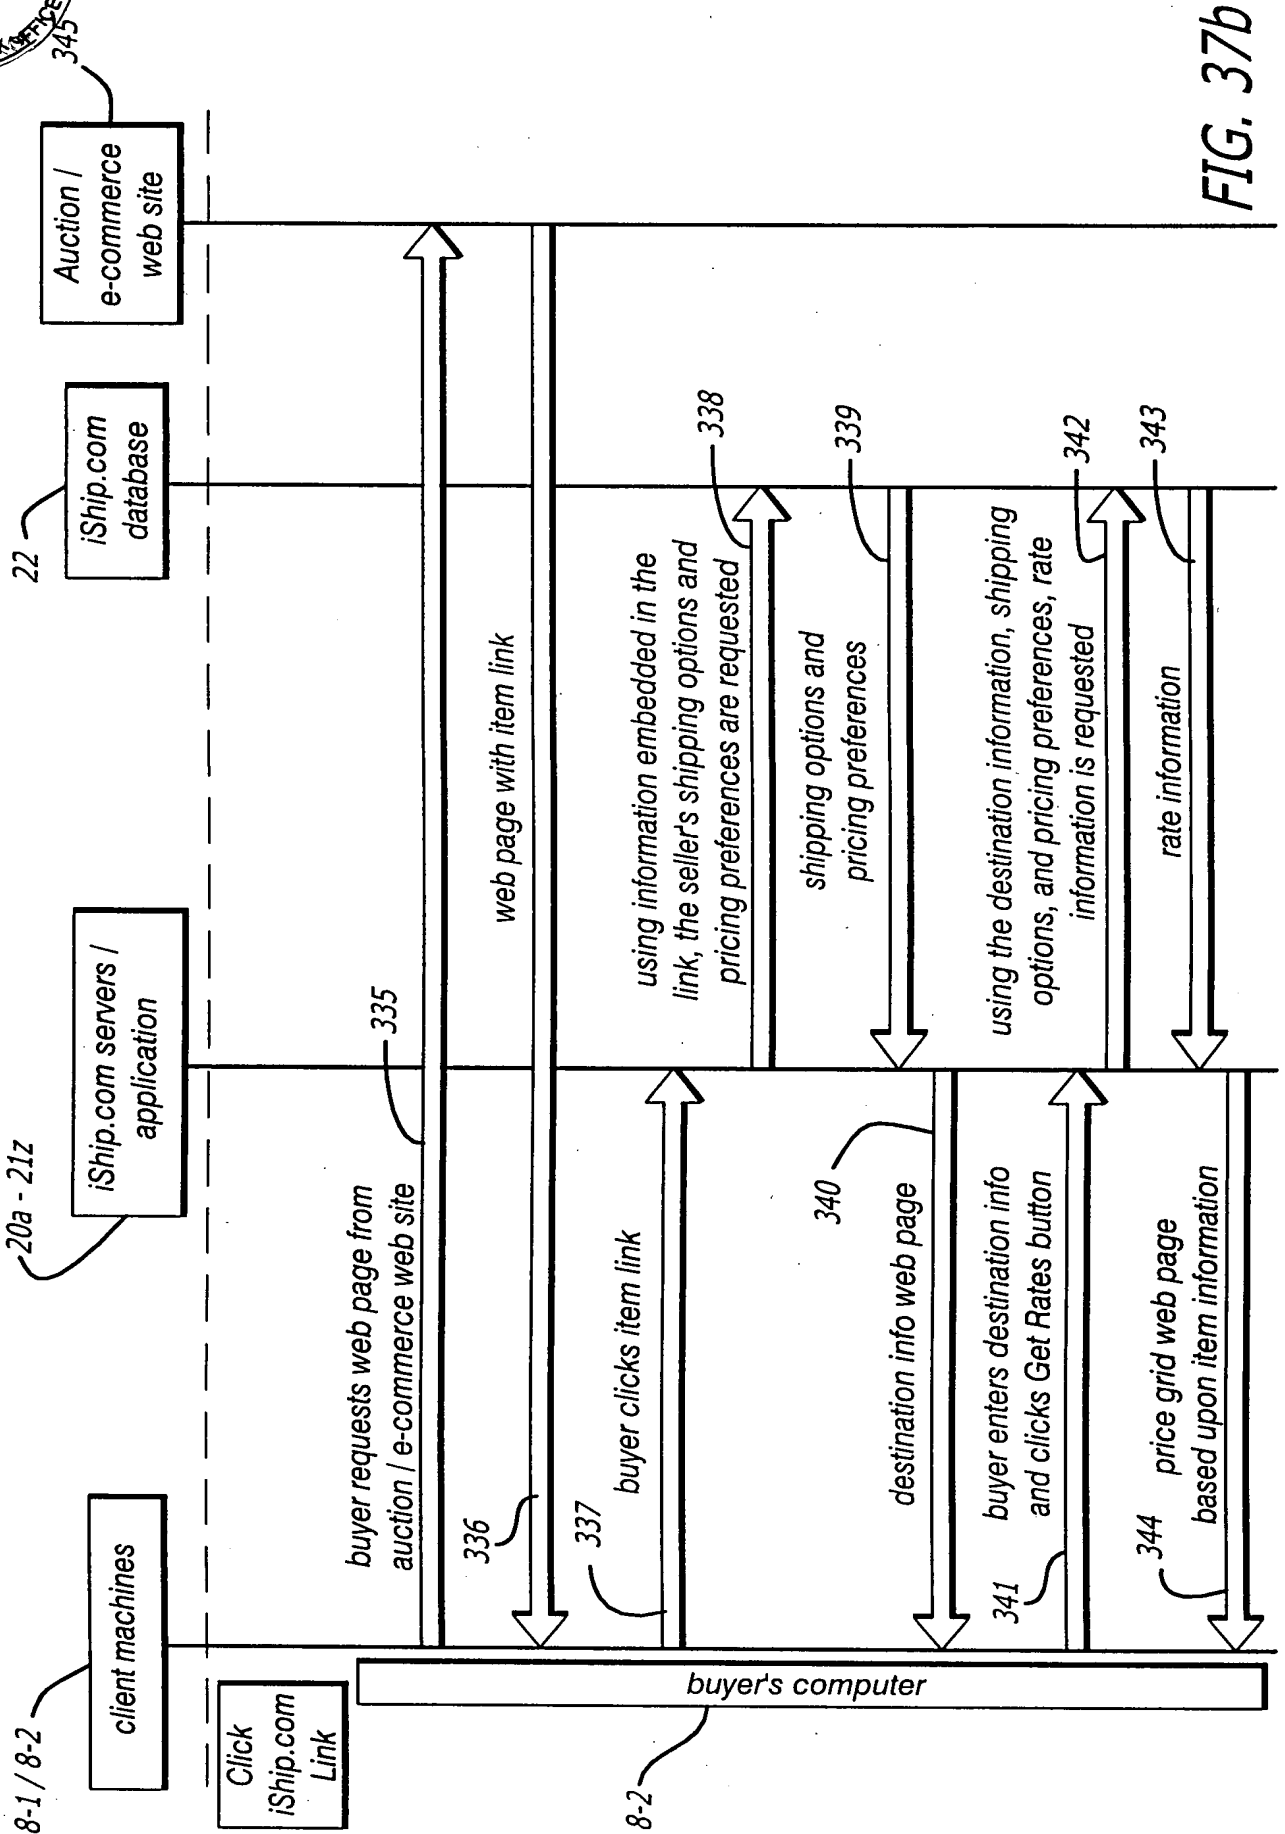 OFFICE
8-1 / 8-2
client machines
20a - 21z
iShip.com servers /
application
22
iShip.com
database
345
Auction /
e-commerce
web site
Click
iShip.com
Link
buyer requests web page from
auction / e-commerce web site
335
336
web page with item link
337
buyer clicks item link
using information embedded in the
link, the seller's shipping options and
pricing preferences are requested
338
shipping options and
pricing preferences
339
340
destination info web page
buyer enters destination info
and clicks Get Rates button
341
using the destination information, shipping
options, and pricing preferences, rate
information is requested
342
rate information
343
344
price grid web page
based upon item information
buyer's computer
8-2
FIG. 37b